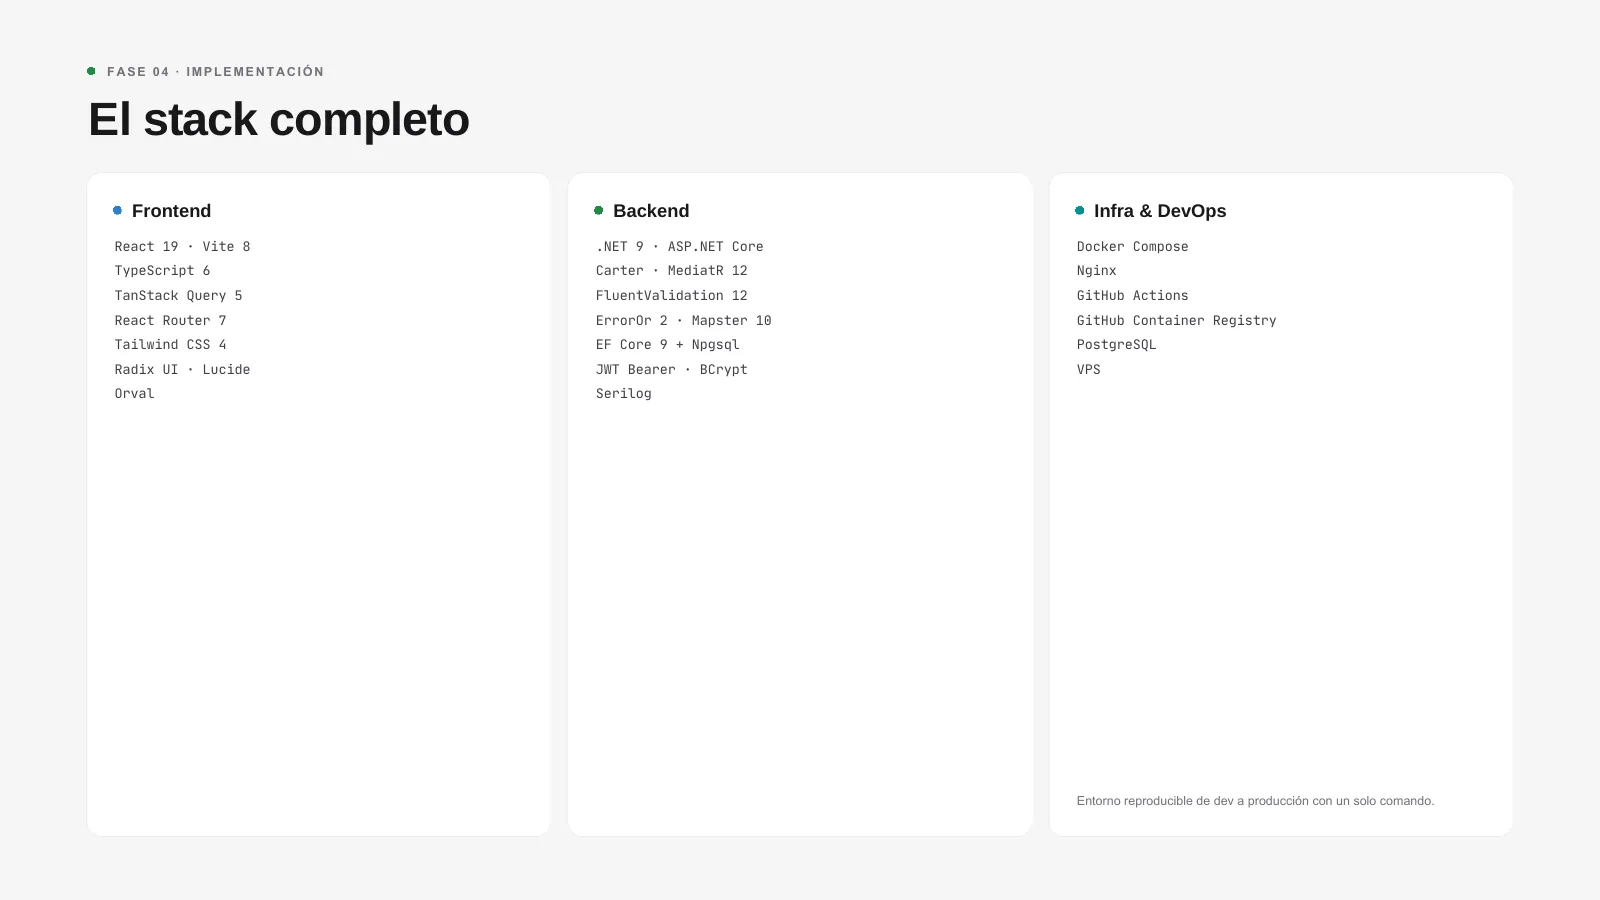 FASE 04 · IMPLEMENTACIÓN
El stack completo
Frontend
React 19 · Vite 8
TypeScript 6
TanStack Query 5
React Router 7
Tailwind CSS 4
Radix UI · Lucide
Orval
Backend
.NET 9 · ASP.NET Core
Carter · MediatR 12
FluentValidation 12
ErrorOr 2 · Mapster 10
EF Core 9 + Npgsql
JWT Bearer · BCrypt
Serilog
Infra & DevOps
Docker Compose
Nginx
GitHub Actions
GitHub Container Registry
PostgreSQL
VPS
Entorno reproducible de dev a producción con un solo comando.